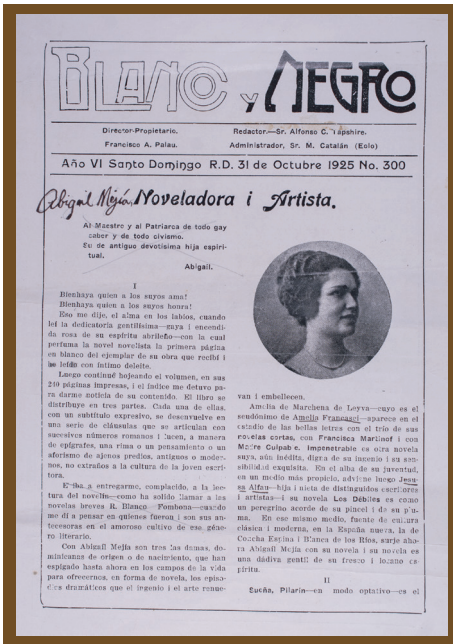 BLANCO Y NEGRO
Director-Propietario.
Francisco A. Palau.
Redactor.—Sr. Alfonso C. Tapshire.
Administrador, Sr. M. Catalán (Eolo)
Año VI Santo Domingo R.D. 31 de Octubre 1925 No. 300
Abigail Mejía, Noveladora i Artista.
Al Maestro y al Patriarca de todo gay
saber y de todo civismo.
Su de antiguo devotísima hija espiri-
tual.
Abigail.
I
Bienhaya quien a los suyos ama!
Bienhaya quien a los suyos honra!
Eso me dije, el alma en los labios, cuando
leí la dedicatoria gentilísima—gaya i encendi-
da rosa de su espíritu abrileño—con la cual
perfuma la novel novelista la primera página
en blanco del ejemplar de su obra que recibí i
he leído con íntimo deleite.
Luego continué hojeando el volumen, en sus
240 páginas impresas, i el índice me detuvo pa-
ra darme noticia de su contenido. El libro se
distribuye en tres partes. Cada una de ellas,
con un subtítulo expresivo, se desenvuelve en
una serie de cláusulas que se articulan con
sucesivos números romanos i lucen, a manera
de epígrafes, una rima o un pensamiento o un
aforismo de ajenos predios, antiguos o moder-
nos, no extraños a la cultura de la joven escri-
tora.
E iba a entregarme, complacido, a la lec-
tura del novelín—como ha solido llamar a las
novelas breves R. Blanco Fombona—cuando
me dí a pensar en quienes fueron i son sus an-
tecesoras en el amoroso cultivo de ese géne-
ro literario.
Con Abigail Mejía son tres las damas, do-
minicanas de origen o de nacimiento, que han
espigado hasta ahora en los campos de la vida
para ofrecernos, en forma de novela, los episo-
dios dramáticos que el ingenio i el arte renue-
van i embellecen.
Amelia de Marchena de Leyva—cuyo es el
seudónimo de Amelia Francasci—aparece en el
estadio de las bellas letras con el trío de sus
novelas cortas, con Francisca Martinoff i con
Madre Culpable. Impenetrable es otra novela
suya, aún inédita, digna de su ingenio i su sen-
sibilidad exquisita. En el alba de su juventud,
en un medio más propicio, adviene luego Jesu-
sa Alfau—hija i nieta de distinguidos escritores
i artistas—i su novela Los Débiles es como
un peregrino acorde de su pincel i de su plu-
ma. En ese mismo medio, fuente de cultura
clásica i moderna, en la España nueva, la de
Concha Espina i Blanca de los Ríos, surje aho-
ra Abigail Mejía con su novela i su novela es
una dádiva gentil de su fresco i lozano es-
píritu.
II
Sueña, Pilarín—en modo optativo—es el